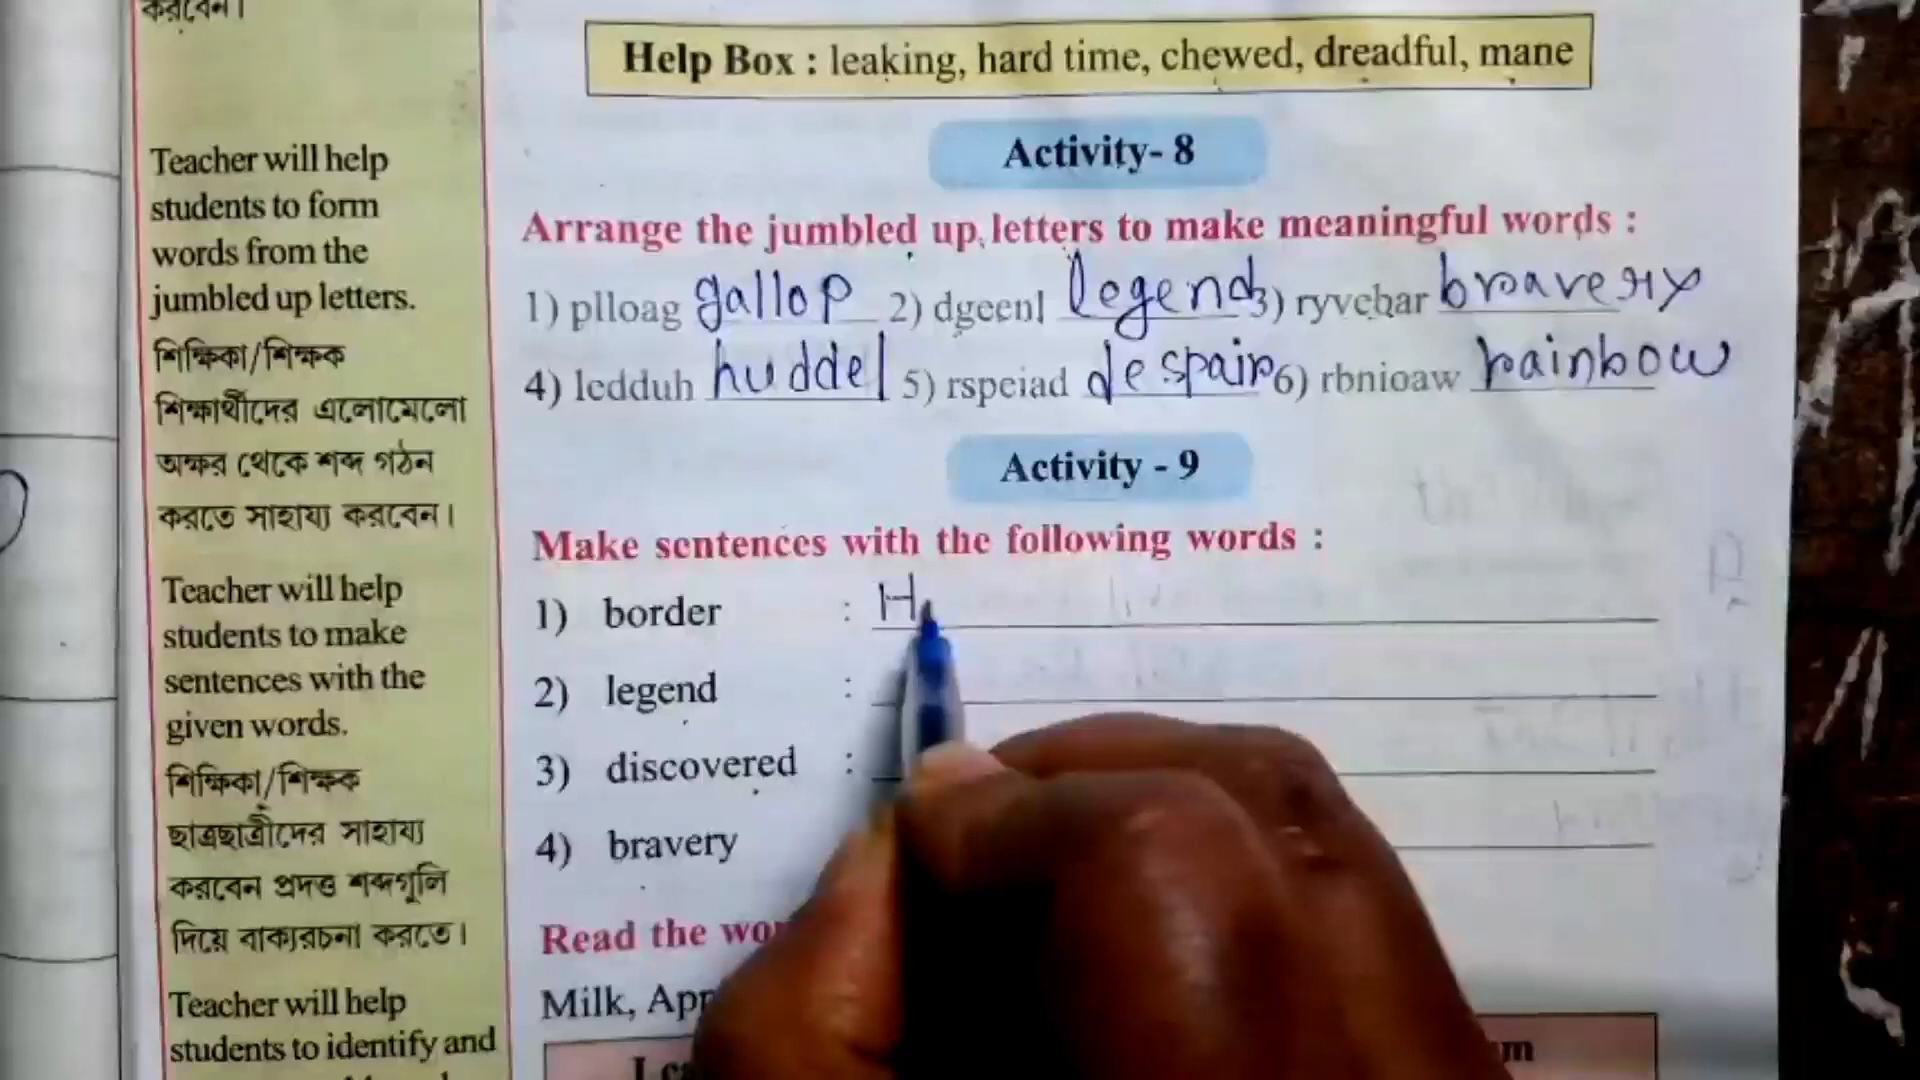 করবেন।
Help Box : leaking, hard time, chewed, dreadful, mane
Activity- 8
Teacher will help
students to form
words from the
jumbled up letters.
শিক্ষিকা/শিক্ষক
শিক্ষার্থীদের এলোমেলো
অক্ষর থেকে শব্দ গঠন
করতে সাহায্য করবেন।
Arrange the jumbled up letters to make meaningful words :
1) plloag gallop 2) dgeenl legend 3) ryvebar bravery
4) ledduh huddel 5) rspeiad despair 6) rbnioaw rainbow
Activity - 9
Make sentences with the following words :
1) border : H
2) legend :
3) discovered :
4) bravery
Teacher will help
students to make
sentences with the
given words.
শিক্ষিকা/শিক্ষক
ছাত্রছাত্রীদের সাহায্য
করবেন প্রদত্ত শব্দগুলি
দিয়ে বাক্যরচনা করতে।
Read the
Milk,
Teacher will help
students to identify and